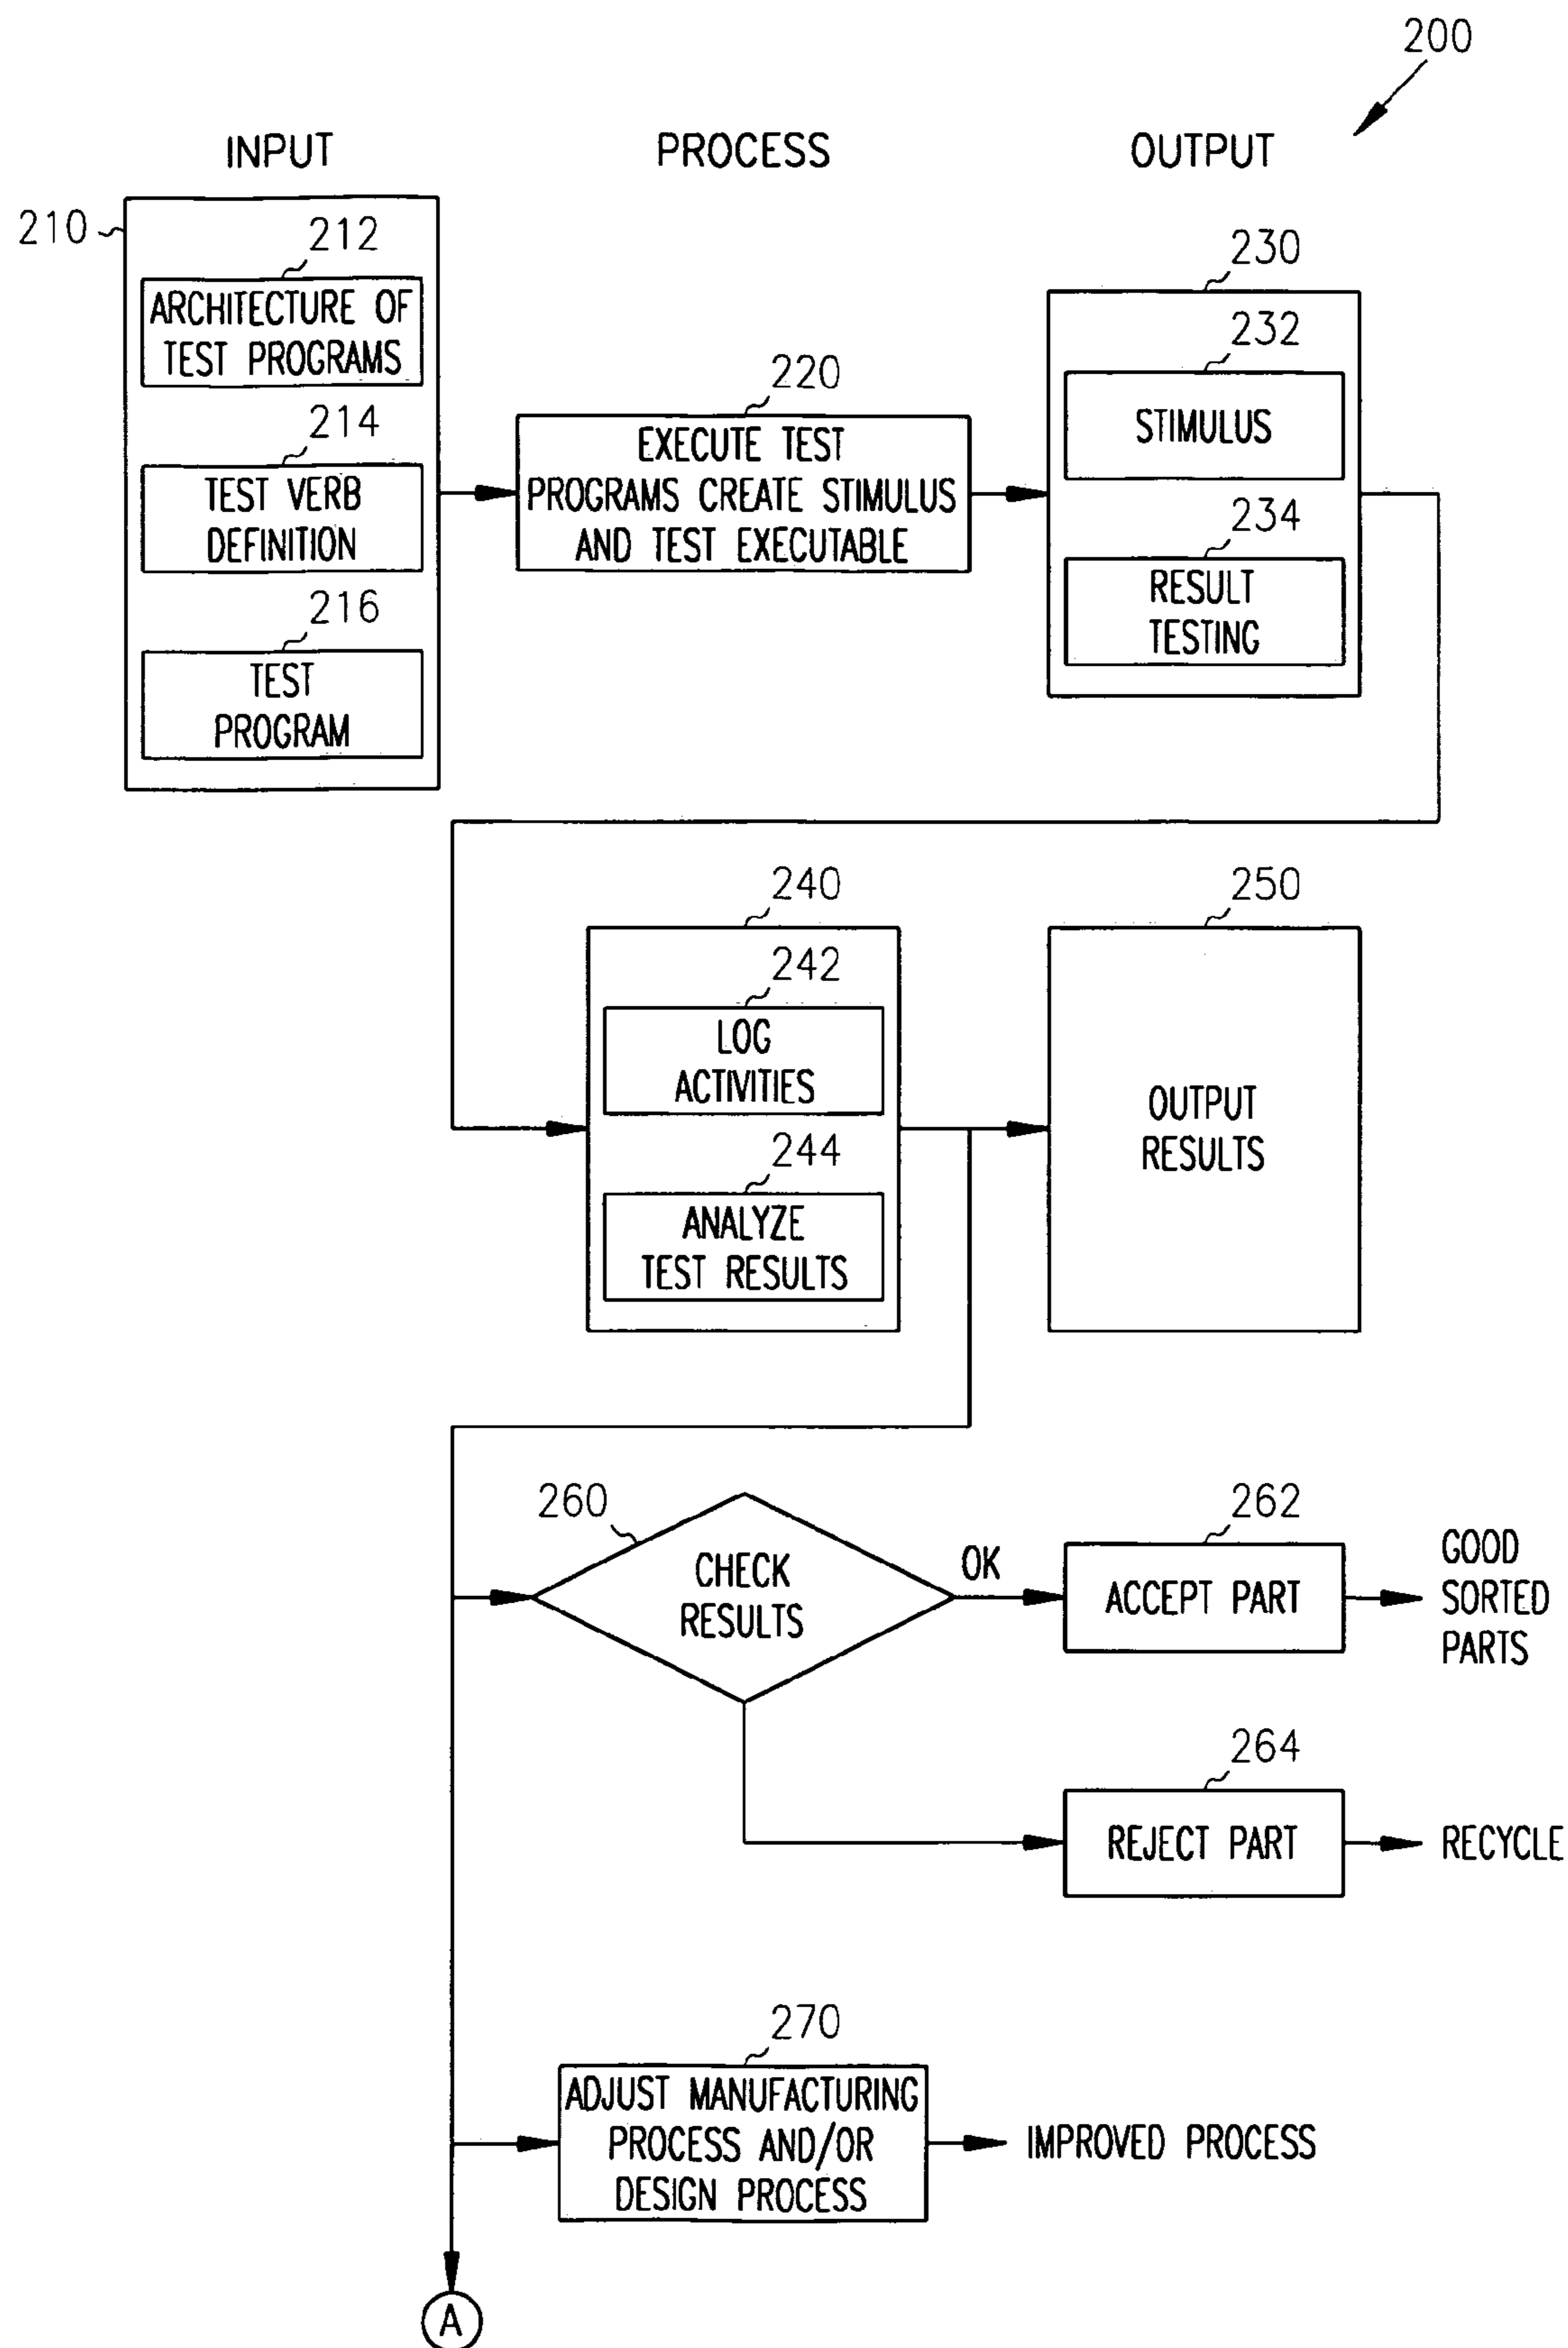 200
INPUT
PROCESS
OUTPUT
210
212
ARCHITECTURE OF
TEST PROGRAMS
214
TEST VERB
DEFINITION
216
TEST
PROGRAM
220
EXECUTE TEST
PROGRAMS CREATE STIMULUS
AND TEST EXECUTABLE
230
232
STIMULUS
234
RESULT
TESTING
240
242
LOG
ACTIVITIES
244
ANALYZE
TEST RESULTS
250
OUTPUT
RESULTS
260
CHECK
RESULTS
OK
262
ACCEPT PART
GOOD
SORTED
PARTS
264
REJECT PART
RECYCLE
270
ADJUST MANUFACTURING
PROCESS AND/OR
DESIGN PROCESS
IMPROVED PROCESS
A